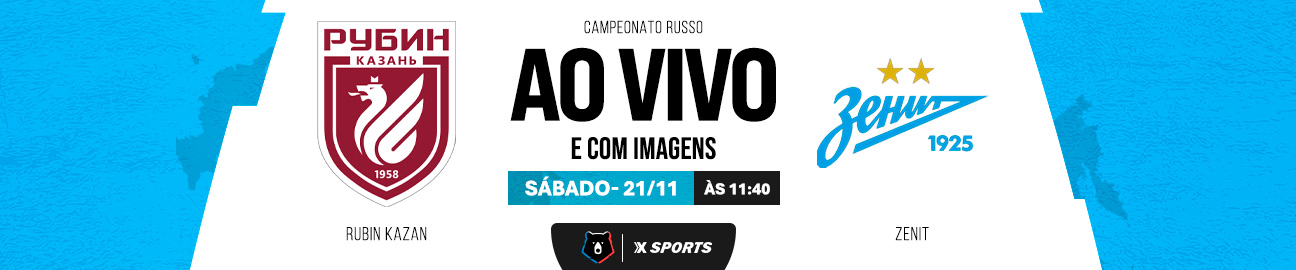 CAMPEONATO RUSSO
РУБИН
КАЗАНЬ
1958
AO VIVO
E COM IMAGENS
SÁBADO- 21/11
ÀS 11:40
Зенит
1925
RUBIN KAZAN
X SPORTS
ZENIT